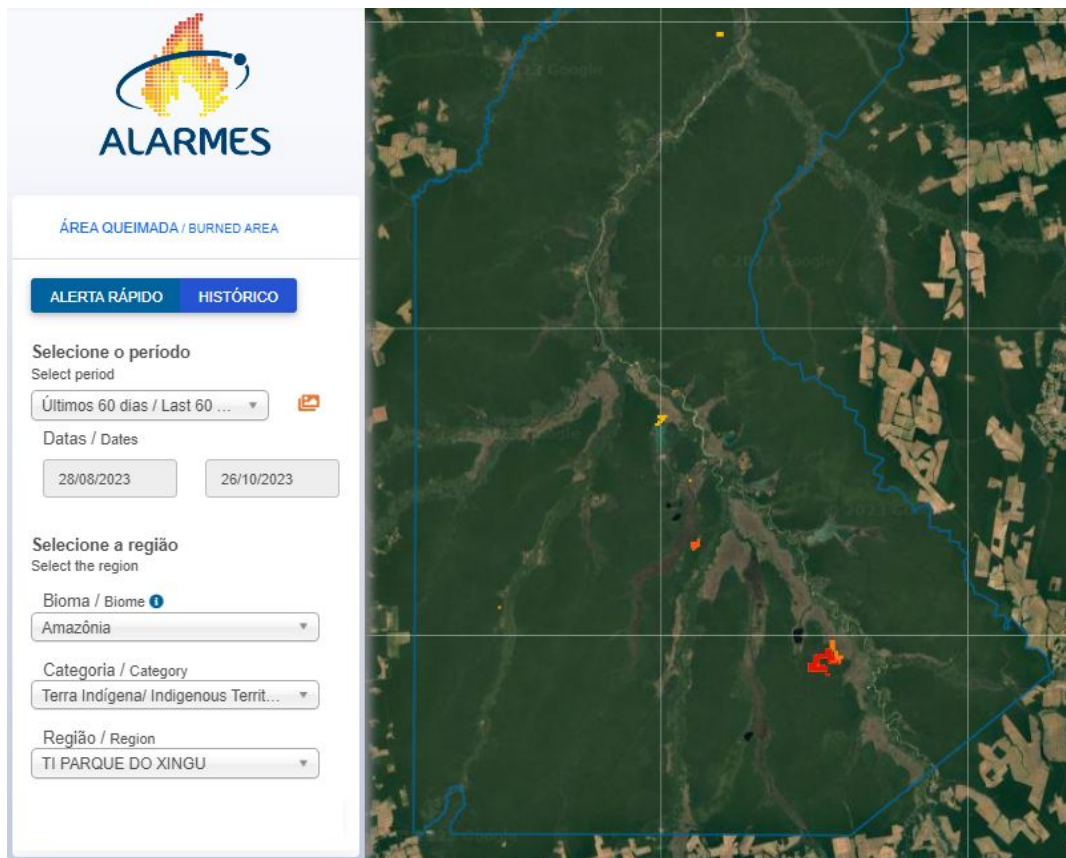 ALARMES
ÁREA QUEIMADA / BURNED AREA
ALERTA RÁPIDO HISTÓRICO
Selecione o período
Select period
Últimos 60 dias / Last 60 ...
Datas / Dates
28/08/2023 26/10/2023
Selecione a região
Select the region
Bioma / Biome
Amazônia
Categoria / Category
Terra Indígena/ Indigenous Territ...
Região / Region
TI PARQUE DO XINGU
© 2023 Google